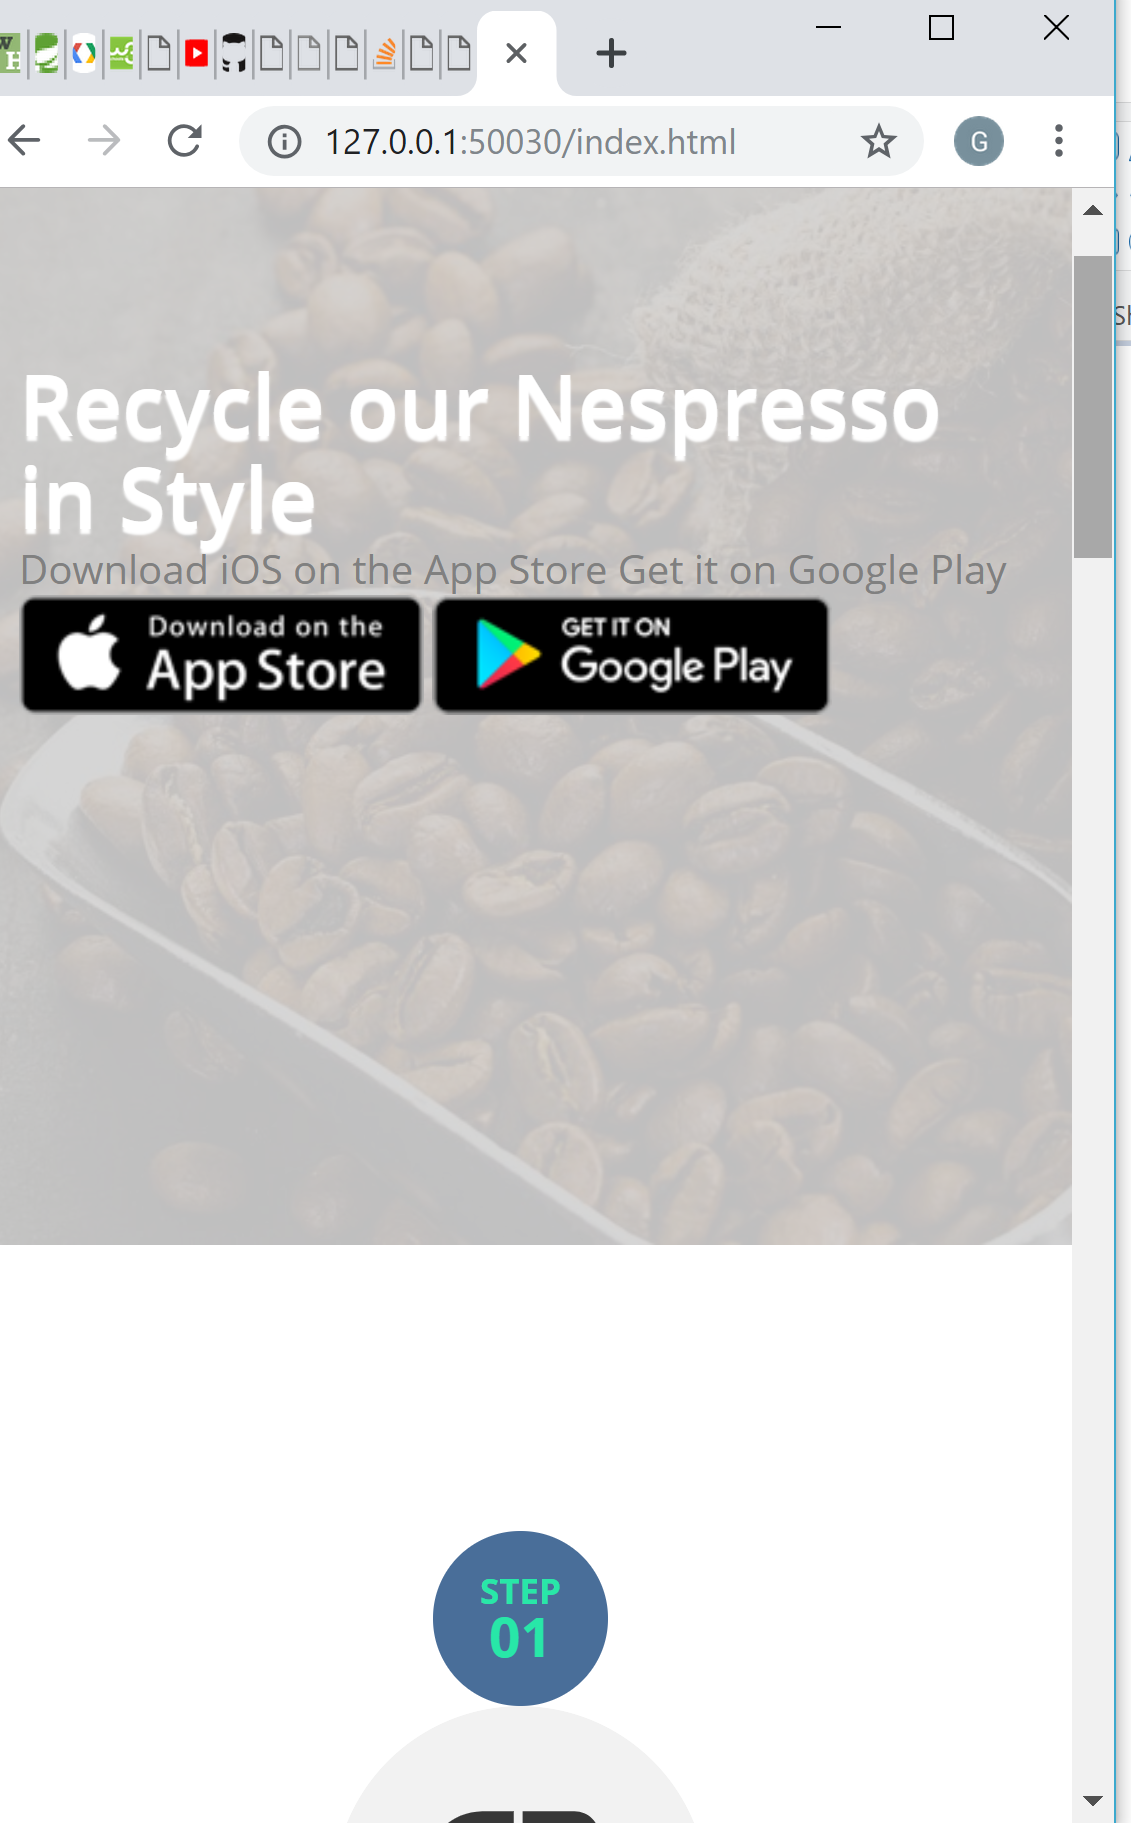 W
H
127.0.0.1:50030/index.html
G
Recycle our Nespresso
in Style
Download iOS on the App Store Get it on Google Play
Download on the
App Store
GET IT ON
Google Play
STEP
01